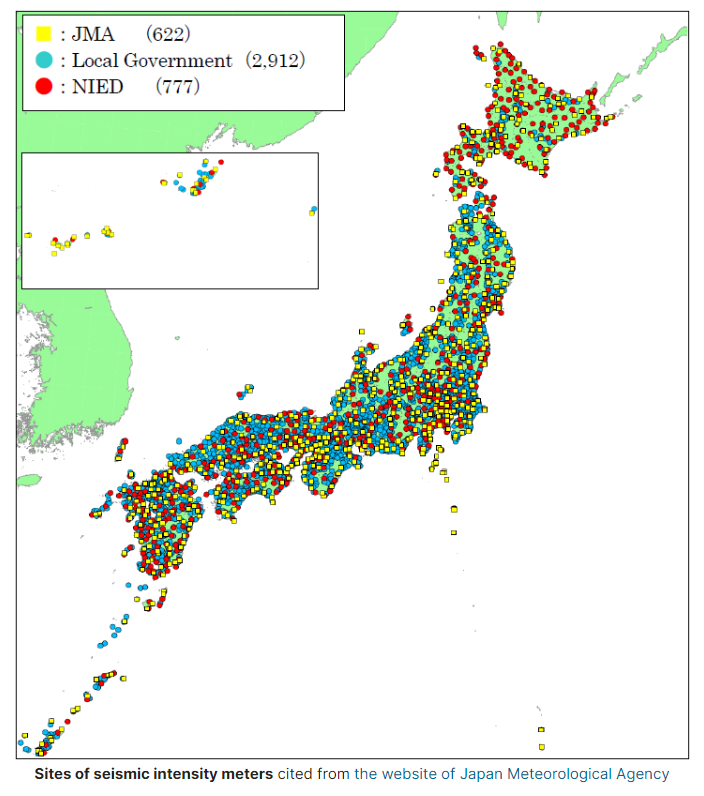 : JMA (622)
: Local Government (2,912)
: NIED (777)
Sites of seismic intensity meters cited from the website of Japan Meteorological Agency